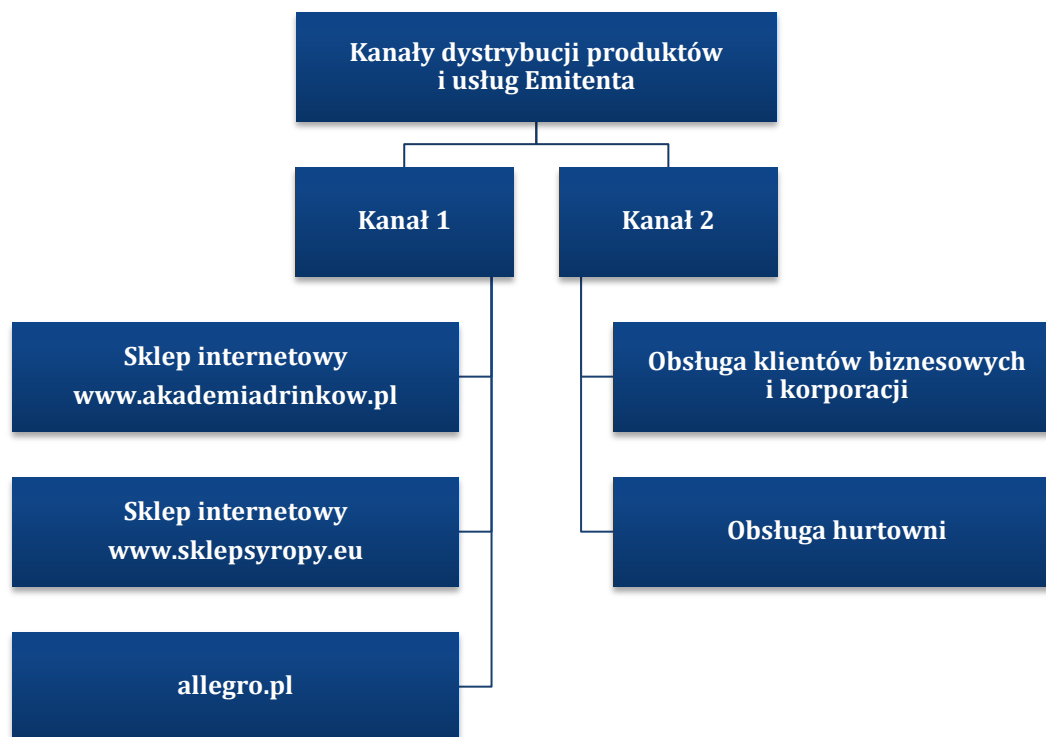 Kanały dystrybucji produktów
i usług Emitenta
Kanał 1
Kanał 2
Sklep internetowy
www.akademiadrinkow.pl
Obsługa klientów biznesowych
i korporacji
Sklep internetowy
www.sklepsyropy.eu
Obsługa hurtowni
allegro.pl